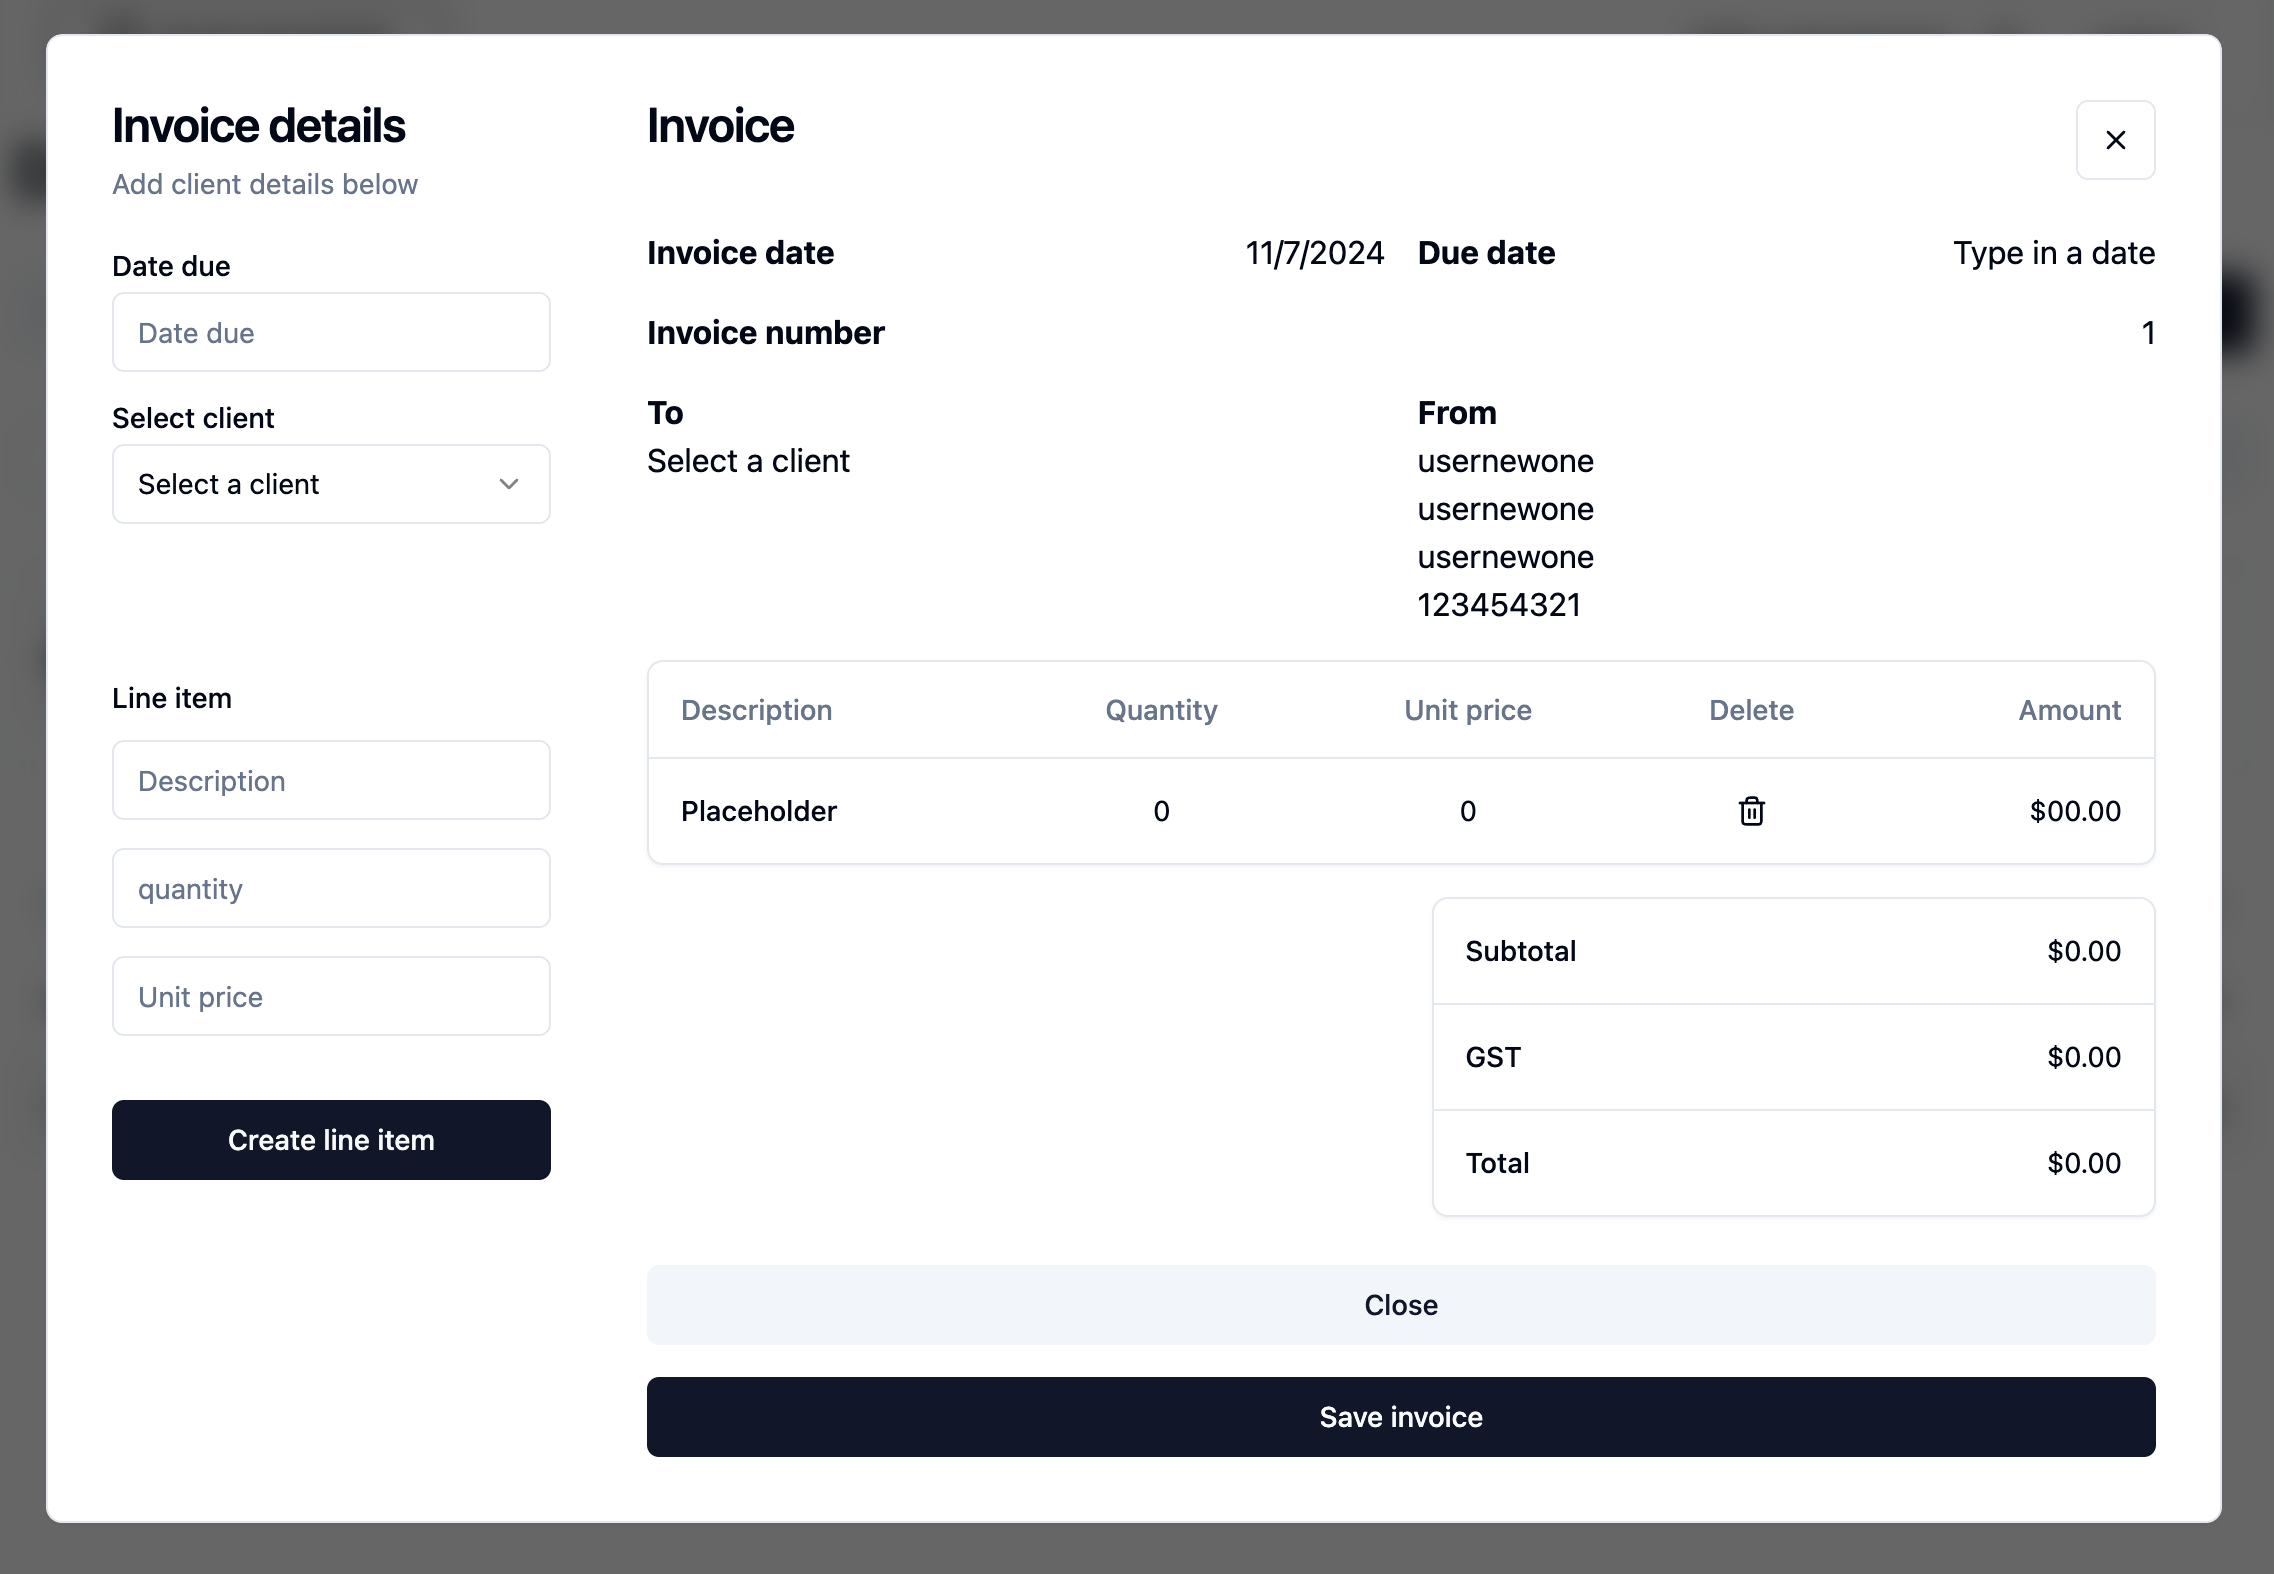 Invoice details
Add client details below
Date due
Date due
Select client
Select a client
Line item
Description
quantity
Unit price
Create line item
Invoice
Invoice date 11/7/2024 Due date Type in a date
Invoice number 1
To
Select a client
From
usernewone
usernewone
usernewone
123454321
Description Quantity Unit price Delete Amount
Placeholder 0 0 $00.00
Subtotal $0.00
GST $0.00
Total $0.00
Close
Save invoice